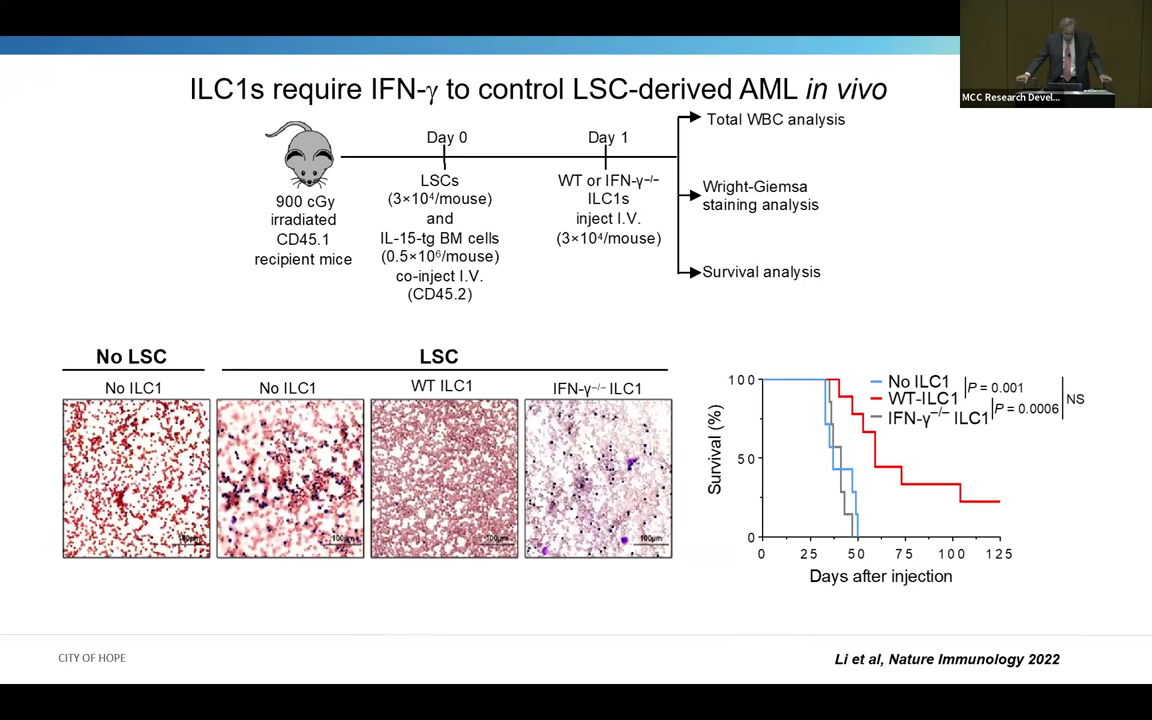 ILC1s require IFN-γ to control LSC-derived AML in vivo
MCC Research Devel...
Day 0
Day 1
900 cGy
irradiated
CD45.1
recipient mice
LSCs
(3×10⁴/mouse)
and
IL-15-tg BM cells
(0.5×10⁶/mouse)
co-inject I.V.
(CD45.2)
WT or IFN-γ⁻/⁻
ILC1s
inject I.V.
(3×10⁴/mouse)
Total WBC analysis
Wright-Giemsa
staining analysis
Survival analysis
No LSC
LSC
No ILC1
No ILC1
WT ILC1
IFN-γ⁻/⁻ ILC1
100µm
100µm
100µm
100µm
Survival (%)
100
50
0
0 25 50 75 100 125
Days after injection
No ILC1
WT-ILC1
IFN-γ⁻/⁻ ILC1
P = 0.001
P = 0.0006
NS
CITY OF HOPE
Li et al, Nature Immunology 2022